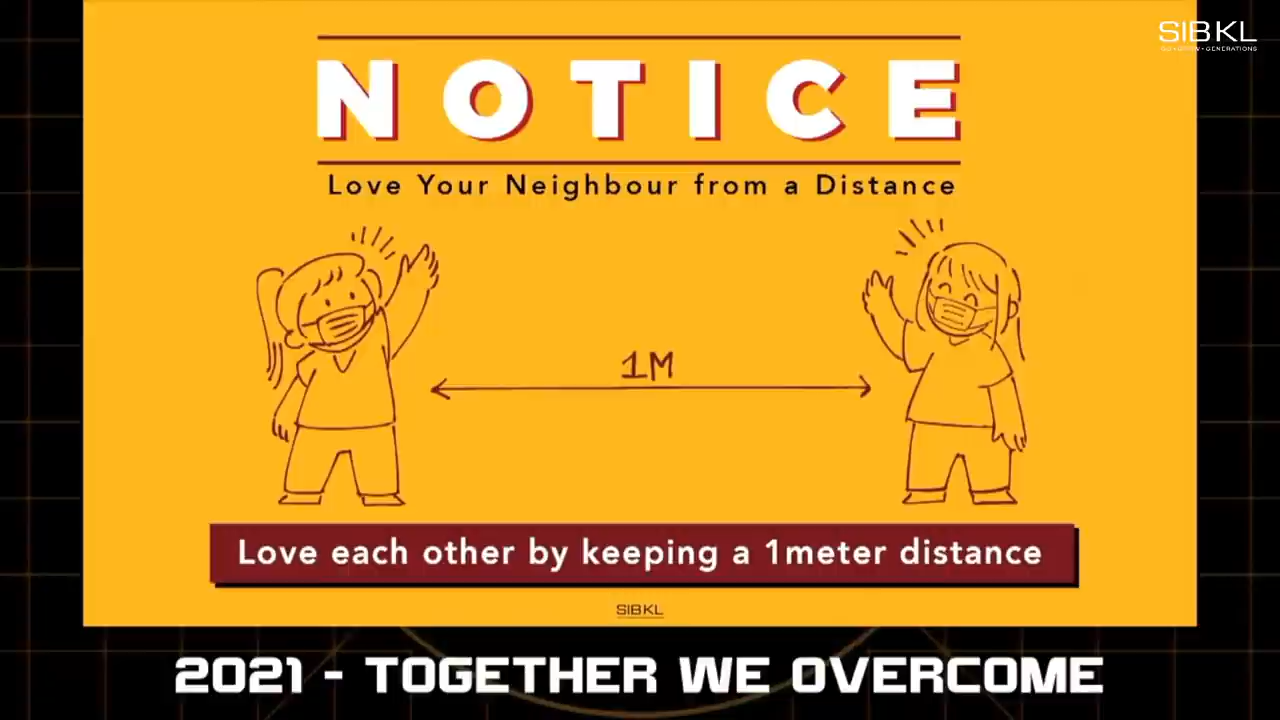 SIBKL
NOTICE
Love Your Neighbour from a Distance
1M
Love each other by keeping a 1meter distance
SIBKL
2021 - TOGETHER WE OVERCOME